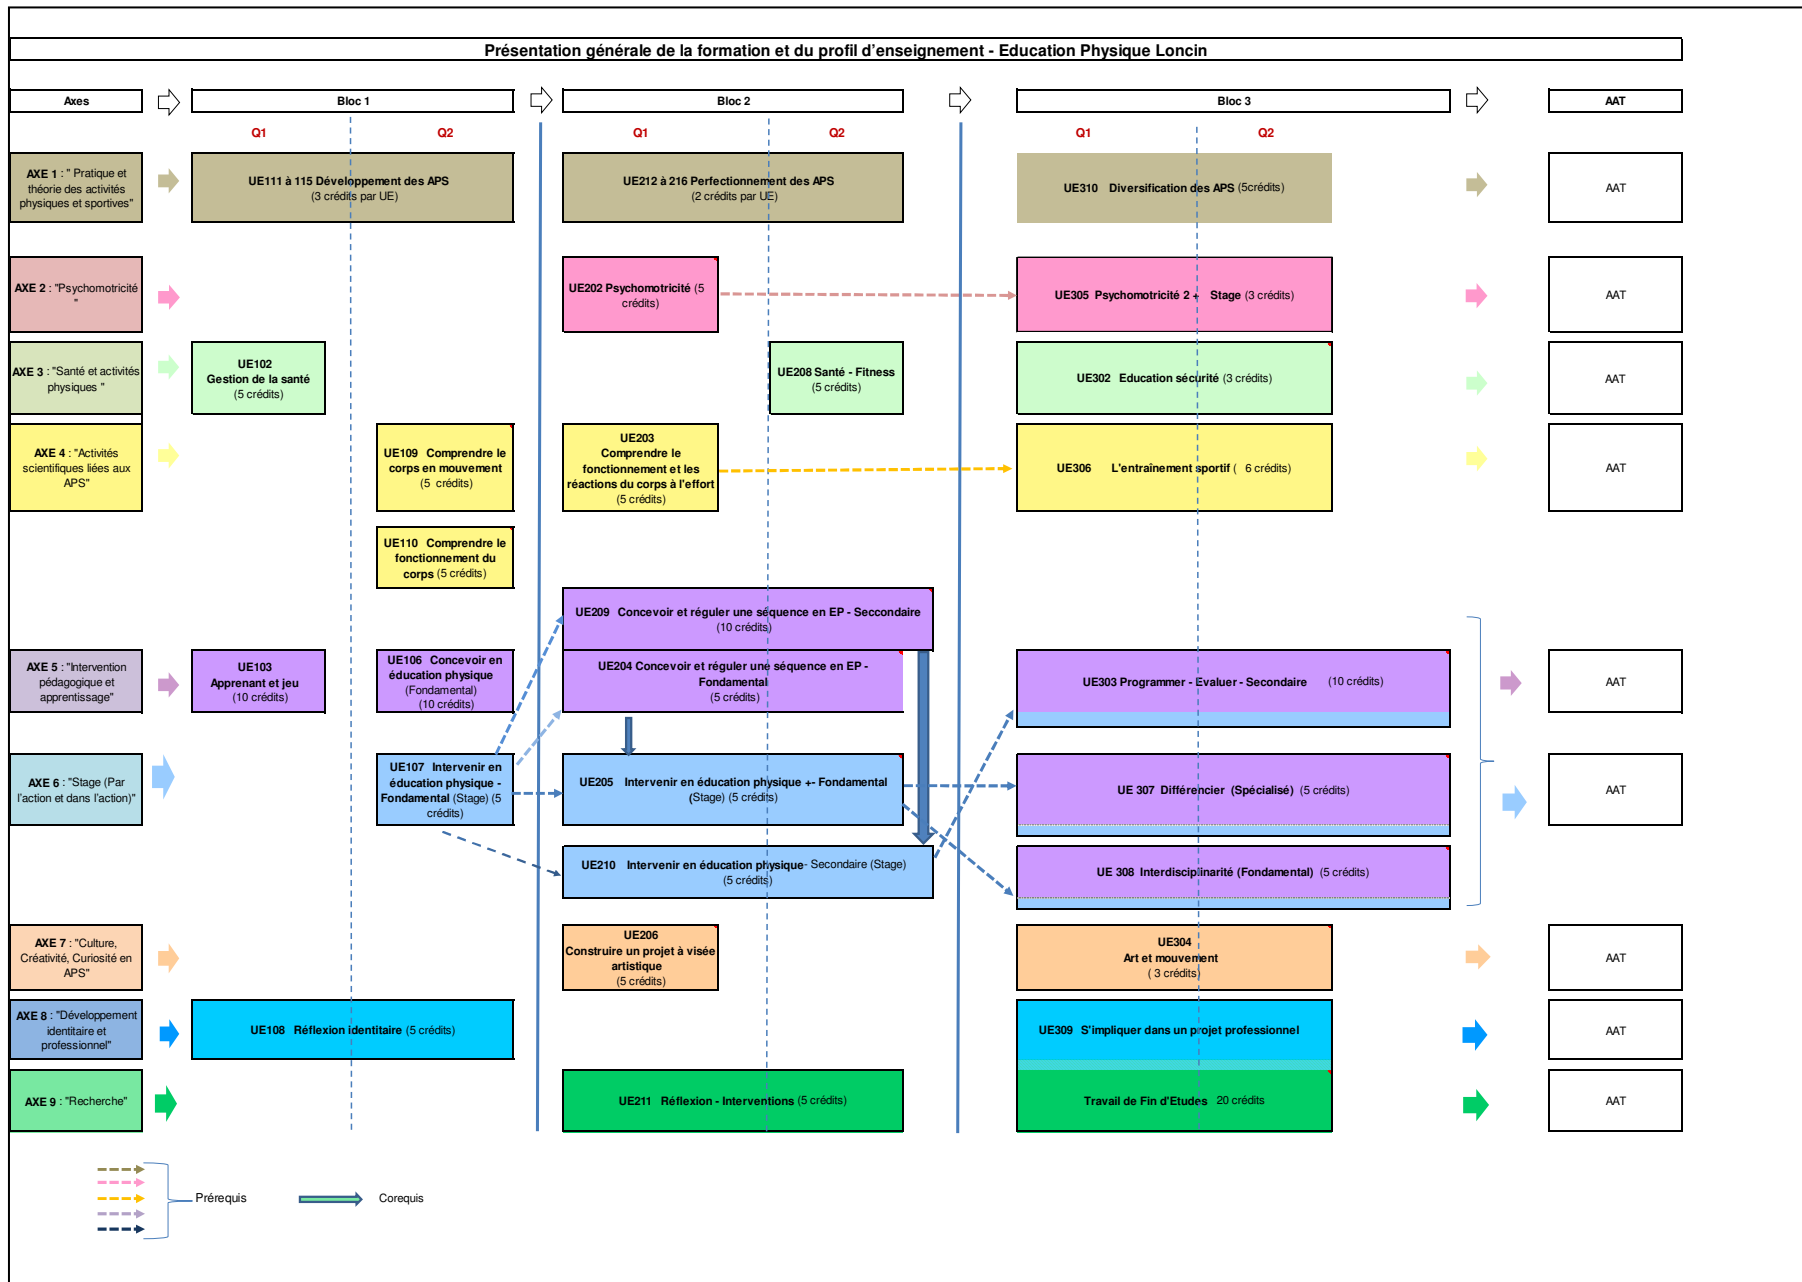 Présentation générale de la formation et du profil d'enseignement - Education Physique Loncin
Axes
Bloc 1
Bloc 2
Bloc 3
AAT
Q1
Q2
Q1
Q2
Q1
Q2
AXE 1 : " Pratique et
théorie des activités
physiques et sportives"
UE111 à 115 Développement des APS
(3 crédits par UE)
UE212 à 216 Perfectionnement des APS
(2 crédits par UE)
UE310 Diversification des APS (5crédits)
AAT
AXE 2 : "Psychomotricité
"
UE202 Psychomotricité (5
crédits)
UE305 Psychomotricité 2 + Stage (3 crédits)
AAT
AXE 3 : "Santé et activités
physiques "
UE102
Gestion de la santé
(5 crédits)
UE208 Santé - Fitness
(5 crédits)
UE302 Education sécurité (3 crédits)
AAT
AXE 4 : "Activités
scientifiques liées aux
APS"
UE109 Comprendre le
corps en mouvement
(5 crédits)
UE203
Comprendre le
fonctionnement et les
réactions du corps à l'effort
(5 crédits)
UE306 L'entraînement sportif ( 6 crédits)
AAT
UE110 Comprendre le
fonctionnement du
corps (5 crédits)
UE209 Concevoir et réguler une séquence en EP - Seccondaire
(10 crédits)
AXE 5 : "Intervention
pédagogique et
apprentissage"
UE103
Apprenant et jeu
(10 crédits)
UE106 Concevoir en
éducation physique
(Fondamental)
(10 crédits)
UE204 Concevoir et réguler une séquence en EP -
Fondamental
(5 crédits)
UE303 Programmer - Evaluer - Secondaire (10 crédits)
AAT
AXE 6 : "Stage (Par
l'action et dans l'action)"
UE107 Intervenir en
éducation physique -
Fondamental (Stage) (5
crédits)
UE205 Intervenir en éducation physique +- Fondamental
(Stage) (5 crédits)
UE 307 Différencier (Spécialisé) (5 crédits)
AAT
UE210 Intervenir en éducation physique- Secondaire (Stage)
(5 crédits)
UE 308 Interdisciplinarité (Fondamental) (5 crédits)
AXE 7 : "Culture,
Créativité, Curiosité en
APS"
UE206
Construire un projet à visée
artistique
(5 crédits)
UE304
Art et mouvement
( 3 crédits)
AAT
AXE 8 : "Développement
identitaire et
professionnel"
UE108 Réflexion identitaire (5 crédits)
UE309 S'impliquer dans un projet professionnel
AAT
AXE 9 : "Recherche"
UE211 Réflexion - Interventions (5 crédits)
Travail de Fin d'Etudes 20 crédits
AAT
Prérequis
Corequis